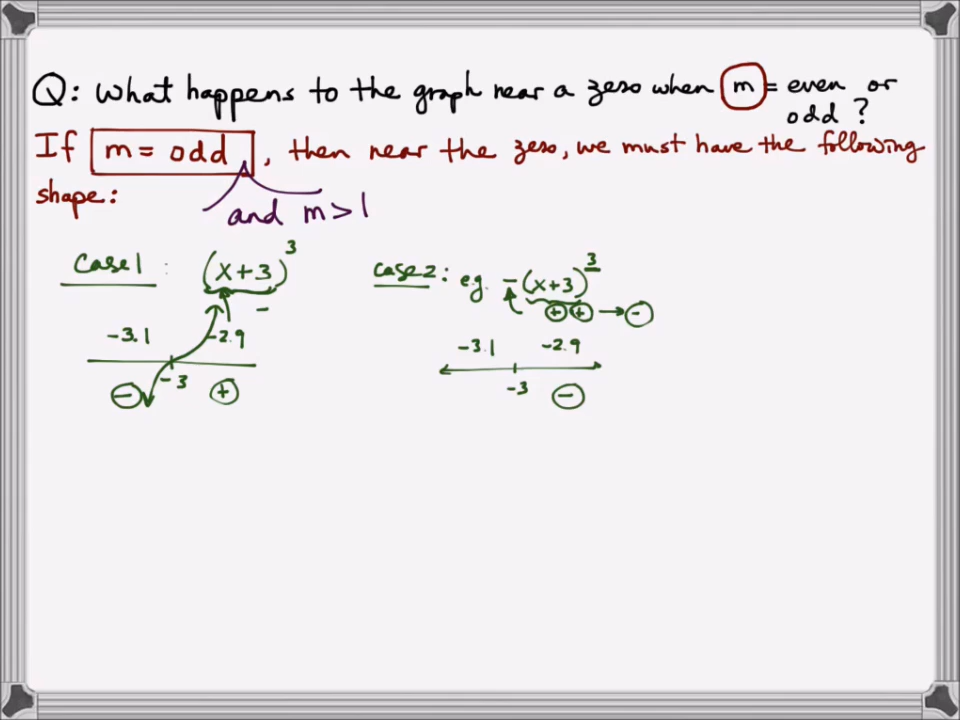 Q: What happens to the graph near a zero when m = even or
odd ?
If m = odd , then near the zero, we must have the following
shape:
and m > 1
Case 1 : (x+3)^3
-
-3.1 -2.9
-3
- +
case 2 : e.g. -(x+3)^3
+ + → -
-3.1 -2.9
-3
-